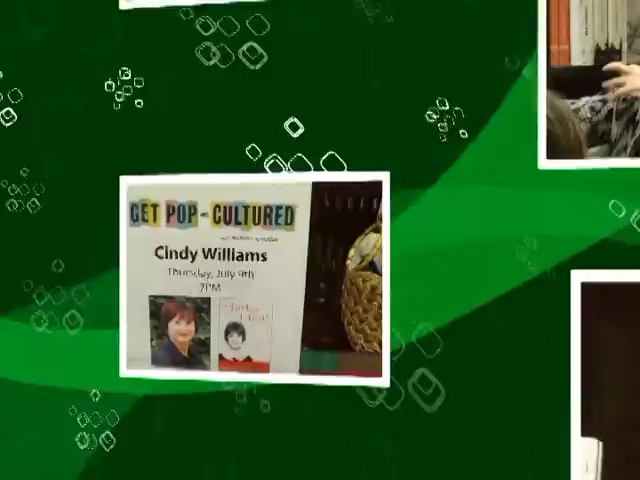 GET POP-CULTURED
Cindy Williams
Thursday, July 9th
7PM